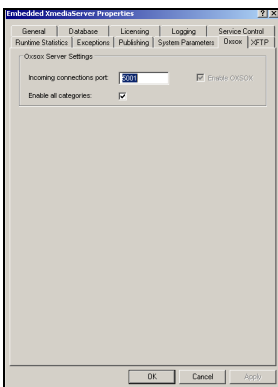 Embedded XmediaServer Properties
General Database Licensing Logging Service Control
Runtime Statistics Exceptions Publishing System Parameters Oxsox XFTP
Oxsox Server Settings
Incoming connections port: 5001 Enable OXSOX
Enable all categories:
OK Cancel Apply